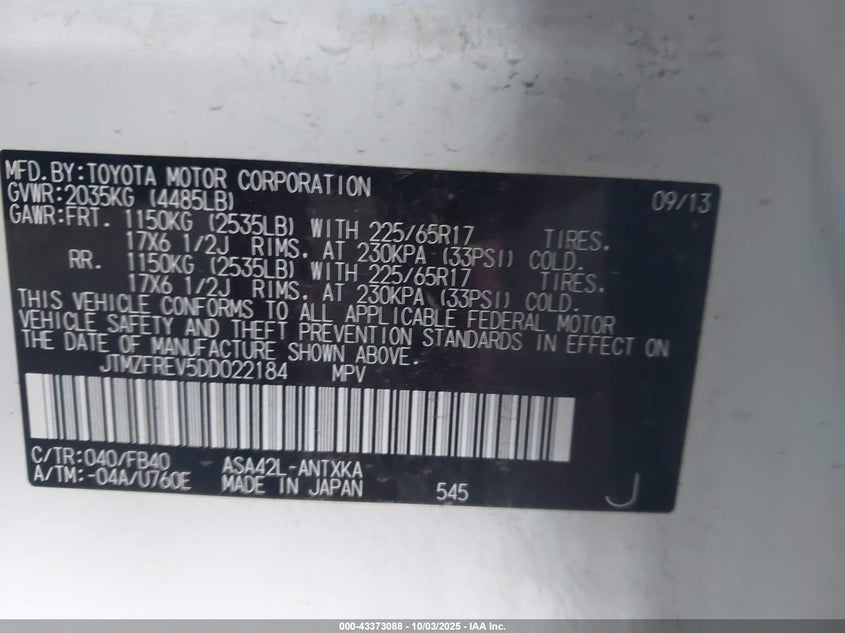 MFD.BY:TOYOTA MOTOR CORPORATION 09/13
GVWR:2035KG (4485LB)
GAWR:FRT. 1150KG (2535LB) WITH 225/65R17 TIRES.
17X6 1/2J RIMS. AT 230KPA (33PSI) COLD.
RR. 1150KG (2535LB) WITH 225/65R17 TIRES.
17X6 1/2J RIMS. AT 230KPA (33PSI) COLD.
THIS VEHICLE CONFORMS TO ALL APPLICABLE FEDERAL MOTOR
VEHICLE SAFETY AND THEFT PREVENTION STANDARDS IN EFFECT ON
THE DATE OF MANUFACTURE SHOWN ABOVE.
JTMZFREV5DD022184 MPV
C/TR:040/FB40 ASA42L-ANTXKA
A/TM:-04A/U760E MADE IN JAPAN 545 J
000-43373088 - 10/03/2025 - IAA Inc.